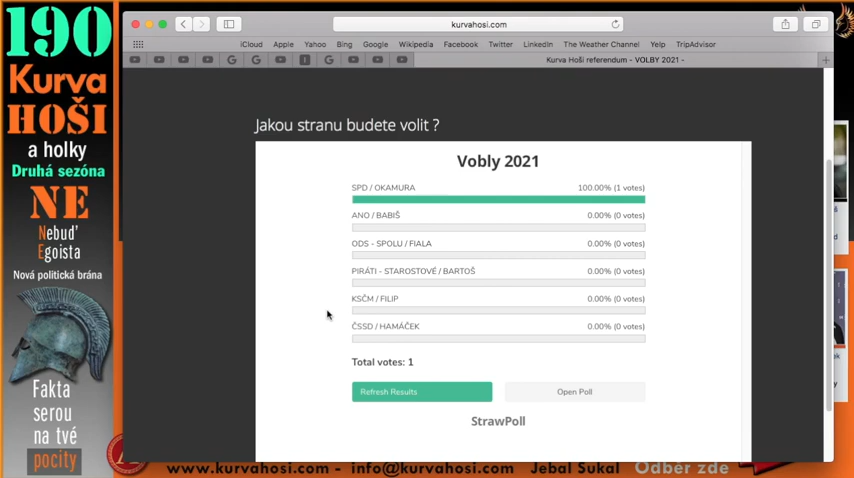 190
Kurva
HOŠI
a holky
Druhá sezóna
NE
Nebuď
Egoista
Nová politická brána
Fakta
serou
na tvé
pocity
kurvahosi.com
iCloud Apple Yahoo Bing Google Wikipedia Facebook Twitter LinkedIn The Weather Channel Yelp TripAdvisor
Kurva Hoši referendum - VOLBY 2021 -
Jakou stranu budete volit ?
Vobly 2021
SPD / OKAMURA 100.00% (1 votes)
ANO / BABIŠ 0.00% (0 votes)
ODS - SPOLU / FIALA 0.00% (0 votes)
PIRÁTI - STAROSTOVÉ / BARTOŠ 0.00% (0 votes)
KSČM / FILIP 0.00% (0 votes)
ČSSD / HAMÁČEK 0.00% (0 votes)
Total votes: 1
Refresh Results Open Poll
StrawPoll
www.kurvahosi.com - info@kurvahosi.com Jebal Sukal Odběr zde